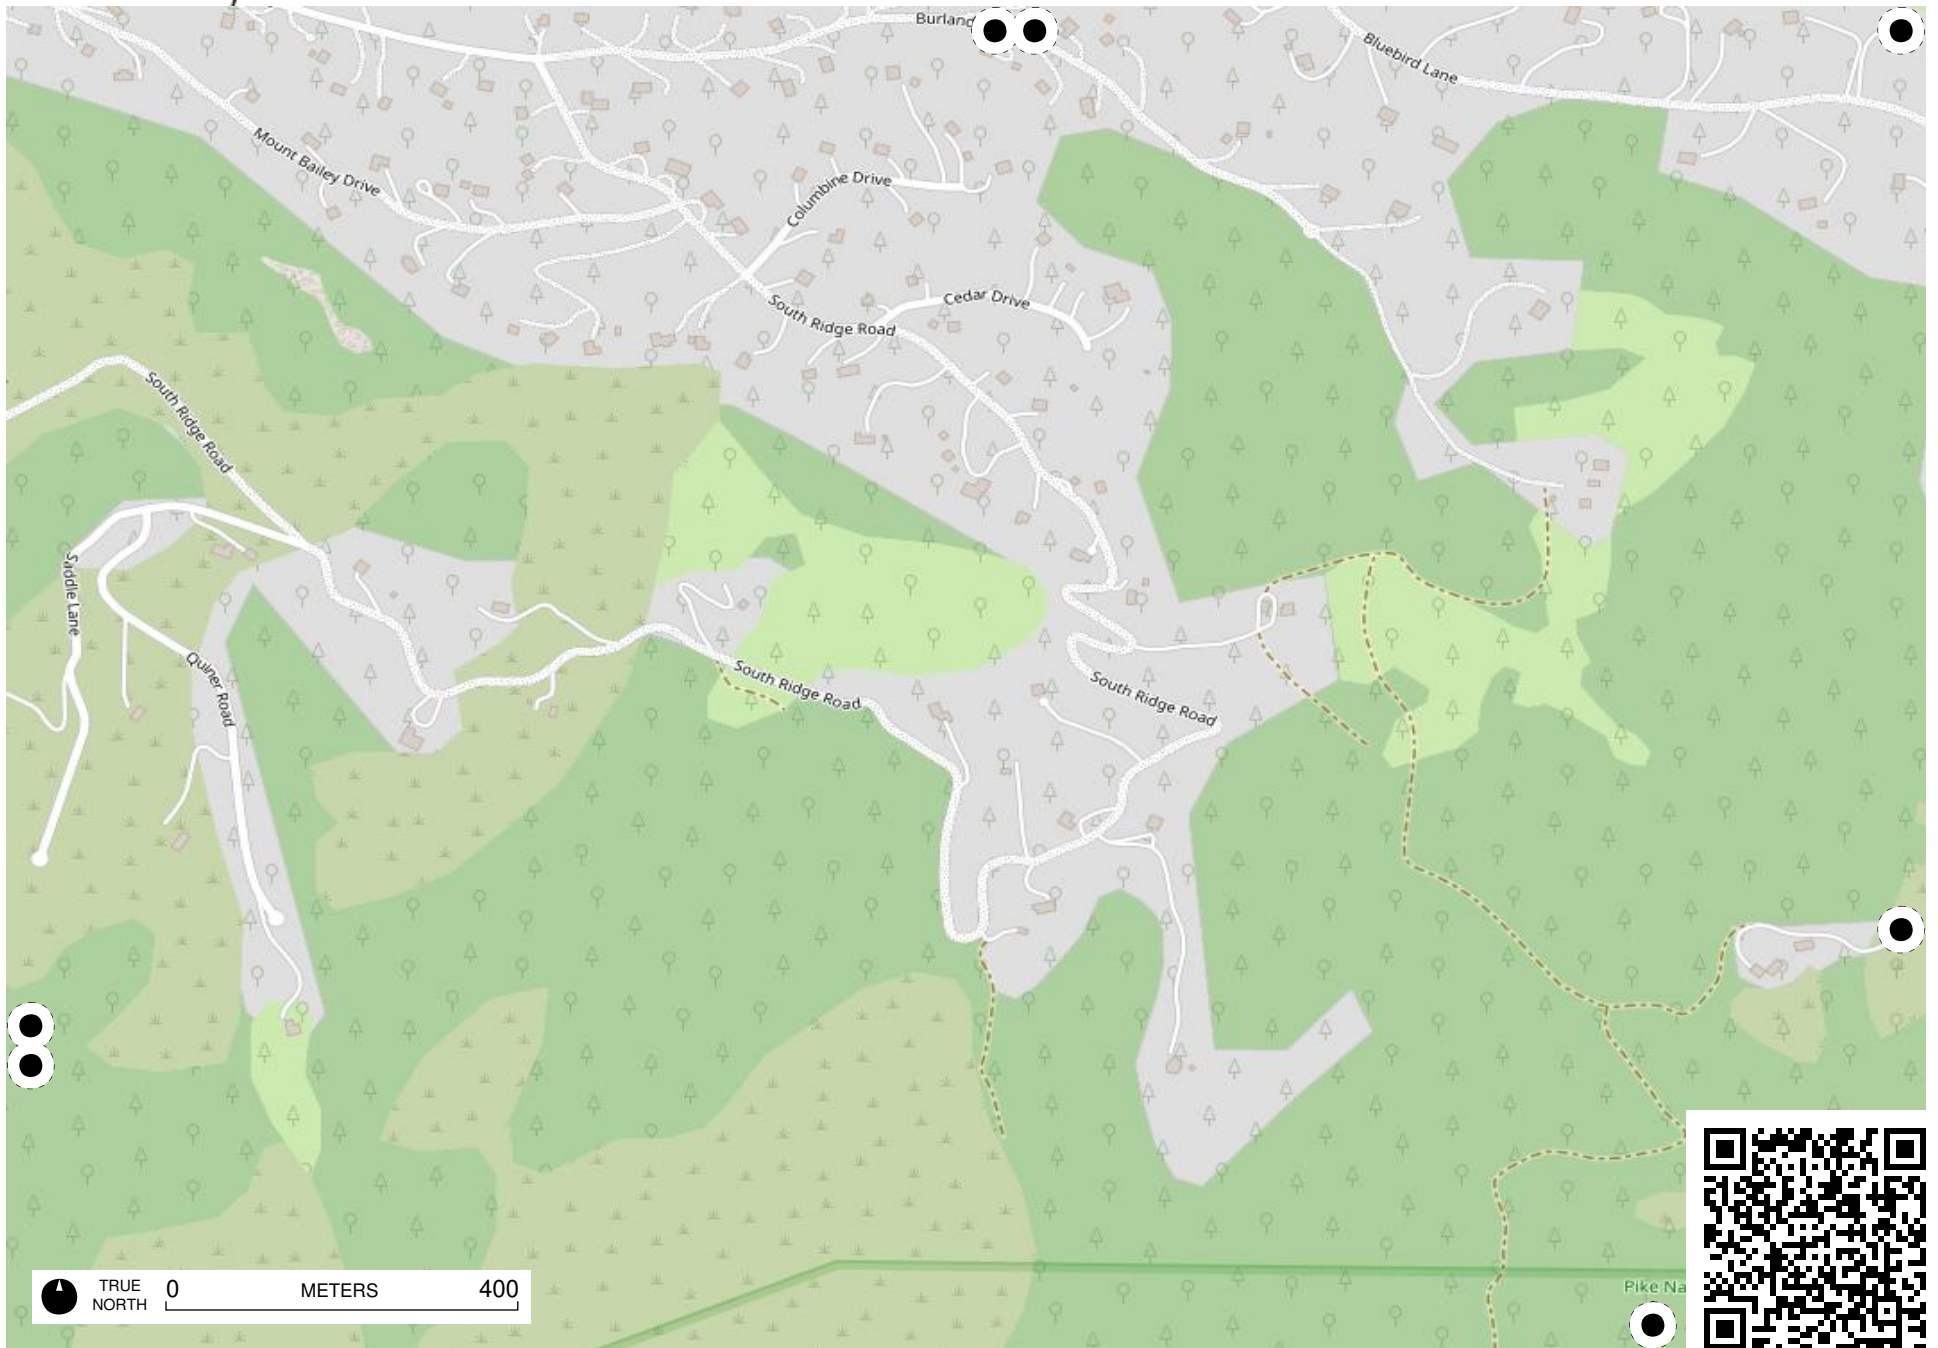 Burland
Bluebird Lane
Mount Bailey Drive
Columbine Drive
Cedar Drive
South Ridge Road
South Ridge Road
Saddle Lane
Quiner Road
South Ridge Road
South Ridge Road
TRUE
NORTH
0 METERS 400
Pike Na